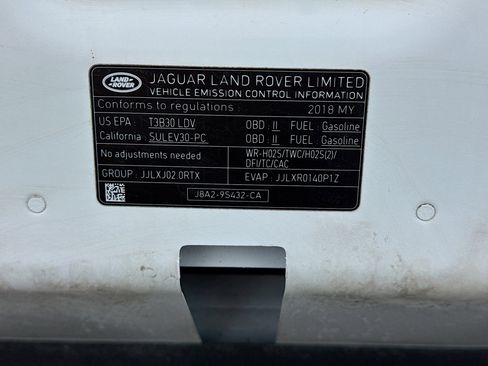 LAND
ROVER
JAGUAR LAND ROVER LIMITED
VEHICLE EMISSION CONTROL INFORMATION
Conforms to regulations : 2018 MY
US EPA : T3B30 LDV OBD : II FUEL : Gasoline
California : SULEV30-PC OBD : II FUEL : Gasoline
No adjustments needed
WR-HO2S/TWC/HO2S(2)/
DFI/TC/CAC
GROUP : JJLXJ02.0RTX EVAP : JJLXR0140P1Z
J8A2-9S432-CA